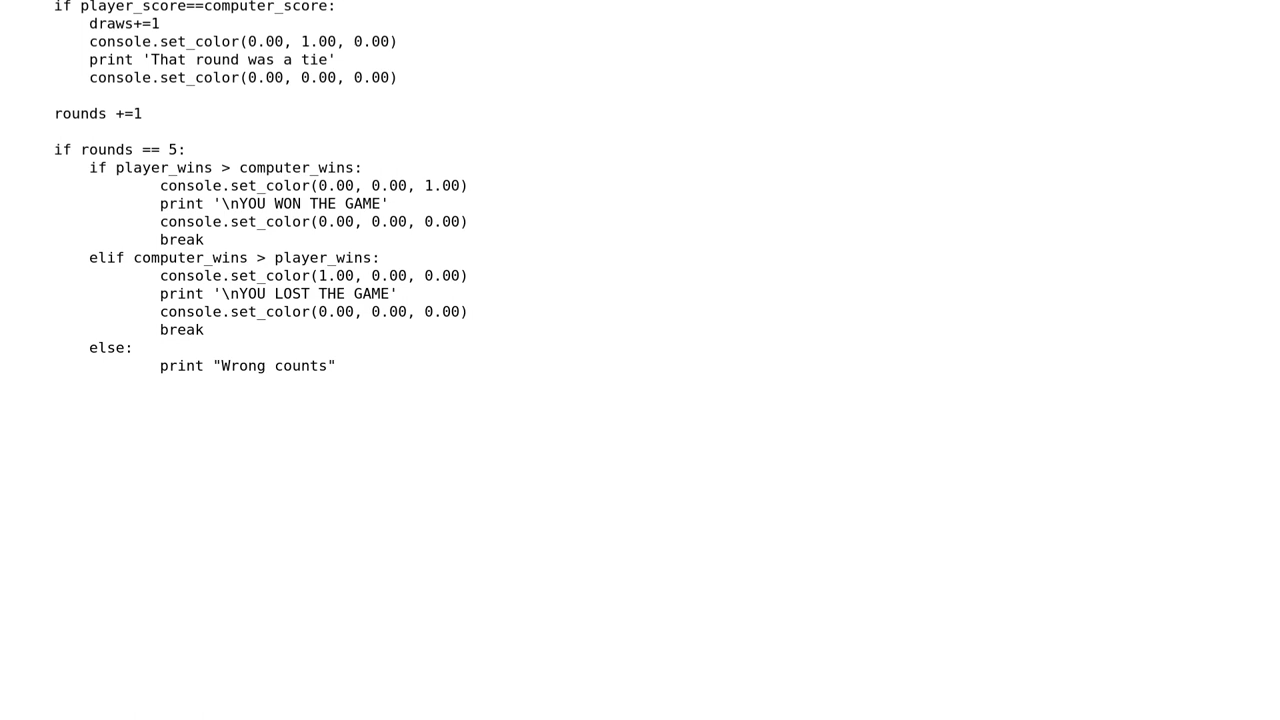 if player_score==computer_score:
    draws+=1
    console.set_color(0.00, 1.00, 0.00)
    print 'That round was a tie'
    console.set_color(0.00, 0.00, 0.00)

rounds +=1

if rounds == 5:
    if player_wins > computer_wins:
            console.set_color(0.00, 0.00, 1.00)
            print '\nYOU WON THE GAME'
            console.set_color(0.00, 0.00, 0.00)
            break
    elif computer_wins > player_wins:
            console.set_color(1.00, 0.00, 0.00)
            print '\nYOU LOST THE GAME'
            console.set_color(0.00, 0.00, 0.00)
            break
    else:
            print "Wrong counts"